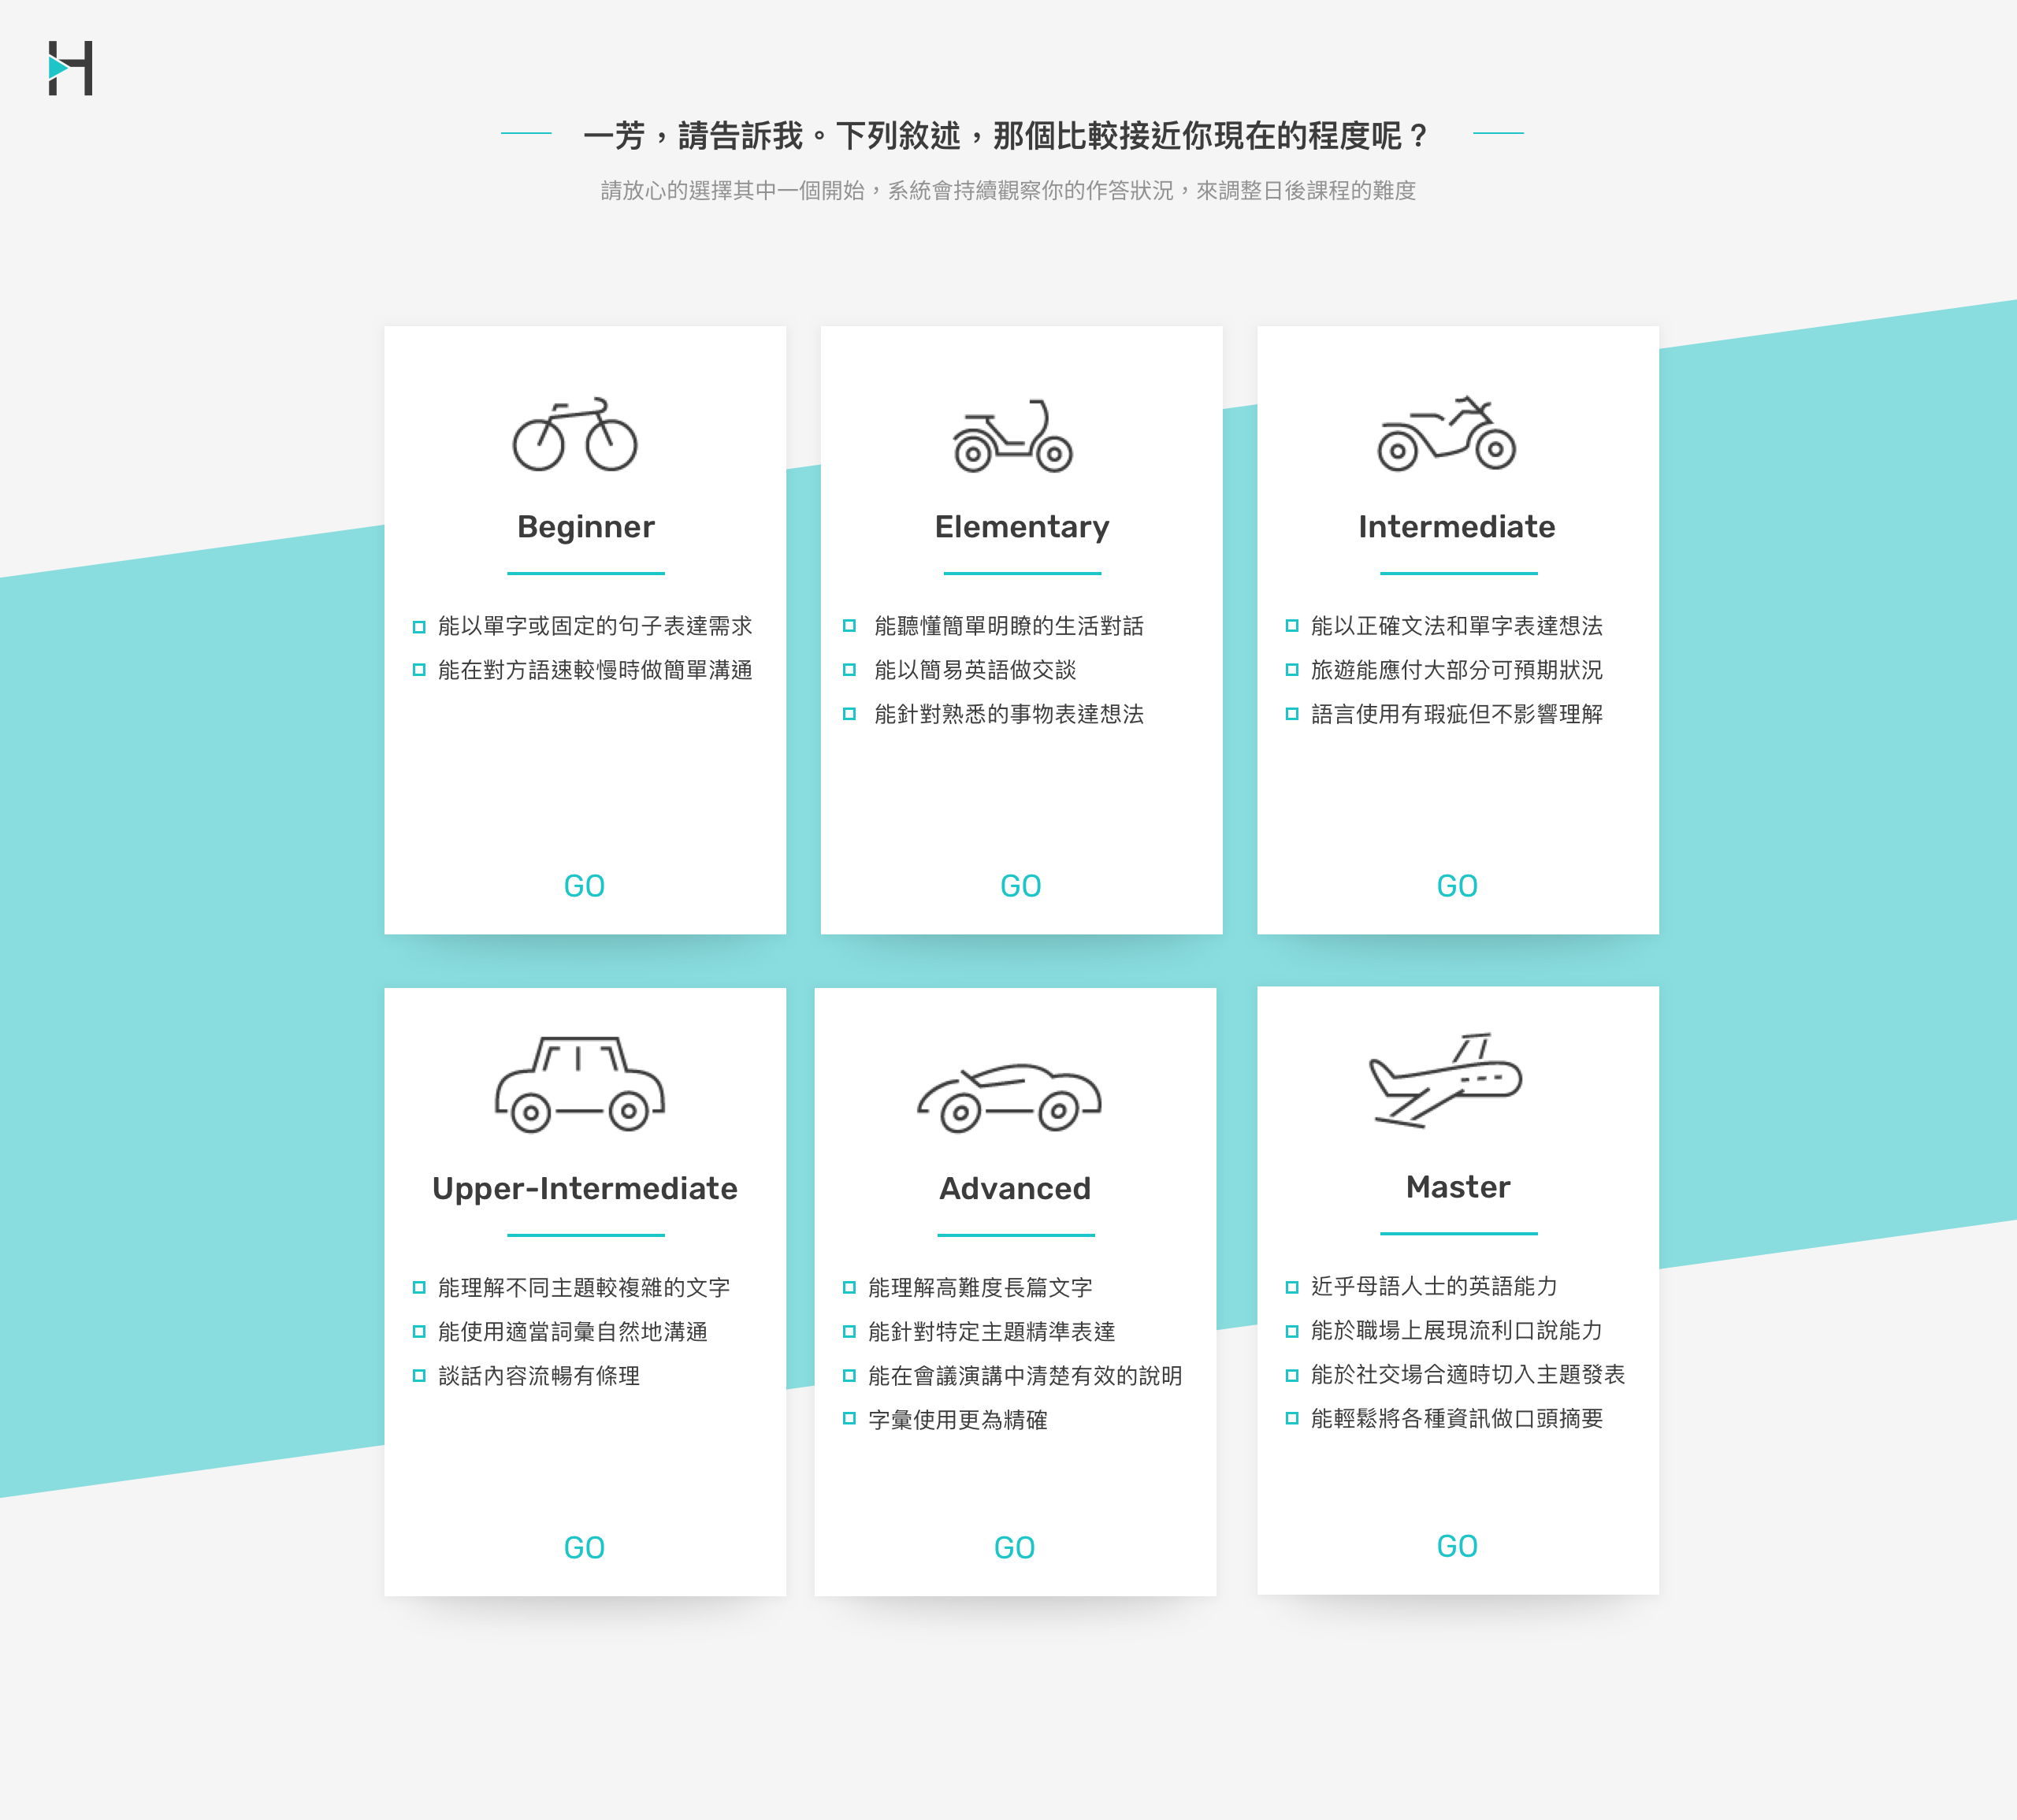 一芳，請告訴我。下列敘述，那個比較接近你現在的程度呢？
請放心的選擇其中一個開始，系統會持續觀察你的作答狀況，來調整日後課程的難度
Beginner
能以單字或固定的句子表達需求
能在對方語速較慢時做簡單溝通
GO
Elementary
能聽懂簡單明瞭的生活對話
能以簡易英語做交談
能針對熟悉的事物表達想法
GO
Intermediate
能以正確文法和單字表達想法
旅遊能應付大部分可預期狀況
語言使用有瑕疵但不影響理解
GO
Upper-Intermediate
能理解不同主題較複雜的文字
能使用適當詞彙自然地溝通
談話內容流暢有條理
GO
Advanced
能理解高難度長篇文字
能針對特定主題精準表達
能在會議演講中清楚有效的說明
字彙使用更為精確
GO
Master
近乎母語人士的英語能力
能於職場上展現流利口說能力
能於社交場合適時切入主題發表
能輕鬆將各種資訊做口頭摘要
GO